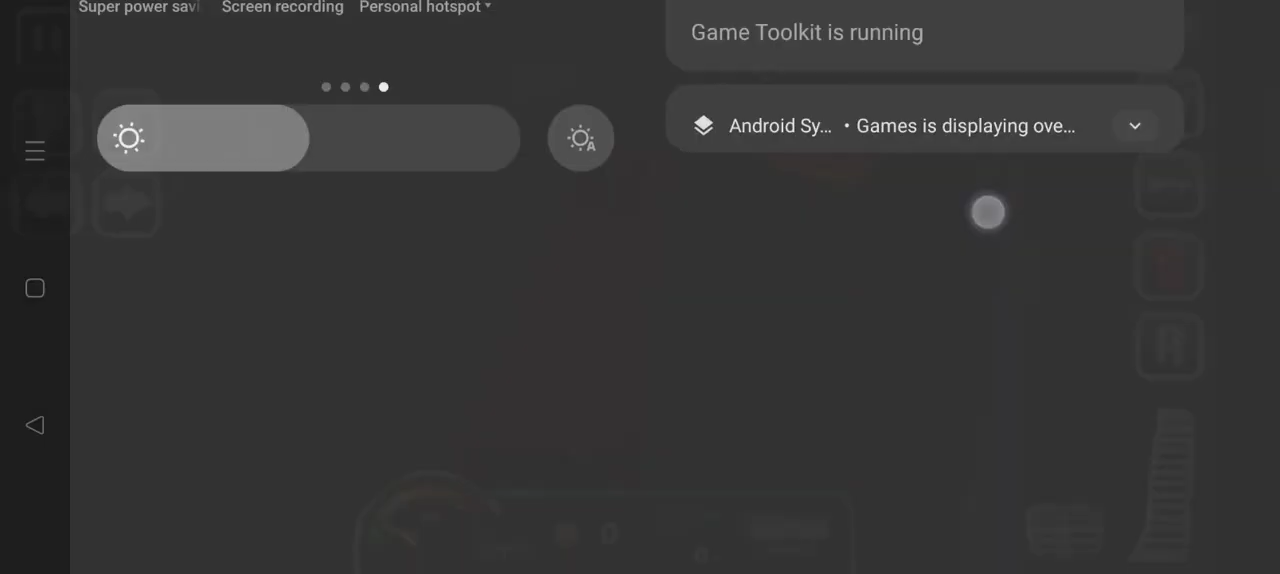 Super power savi
Screen recording
Personal hotspot
Game Toolkit is running
Android Sy... • Games is displaying ove...
A